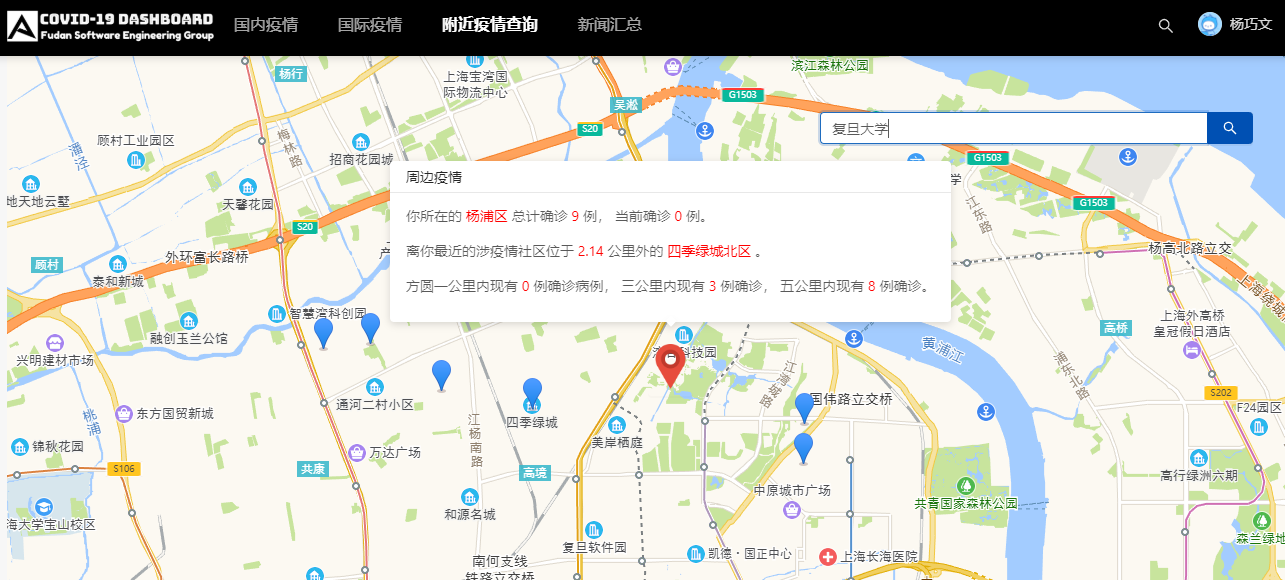 COVID-19 DASHBOARD
Fudan Software Engineering Group
国内疫情
国际疫情
附近疫情查询
新闻汇总
杨巧文
复旦大学
周边疫情
你所在的 杨浦区 总计确诊 9 例， 当前确诊 0 例。
离你最近的涉疫情社区位于 2.14 公里外的 四季绿城北区 。
方圆一公里内现有 0 例确诊病例， 三公里内现有 3 例确诊， 五公里内现有 8 例确诊。
杨行
上海宝湾国
际物流中心
滨江森林公园
吴淞
G1503
S20
顾村工业园区
潘泾
梅林路
招商花园城
G1503
学
地天地云墅
天馨花园
S20
江东路
G1503
外环富长路桥
杨高北路立交
顾村
泰和新城
上海绕城
智慧湾科创园
融创玉兰公馆
兴明建材市场
科技园
黄浦江
高桥
上海外高桥
皇冠假日酒店
浦东北路
江湾城路
国伟路立交桥
S202
F24园区
通河二村小区
四季绿城
东方国贸新城
桃浦
江杨南路
美岸栖庭
锦秋花园
万达广场
S106
共康
高境
中原城市广场
高行绿洲六期
共青国家森林公园
海大学宝山校区
和源名城
复旦软件园
凯德·国正中心
上海长海医院
森兰绿地
南何支线
铁路立交桥